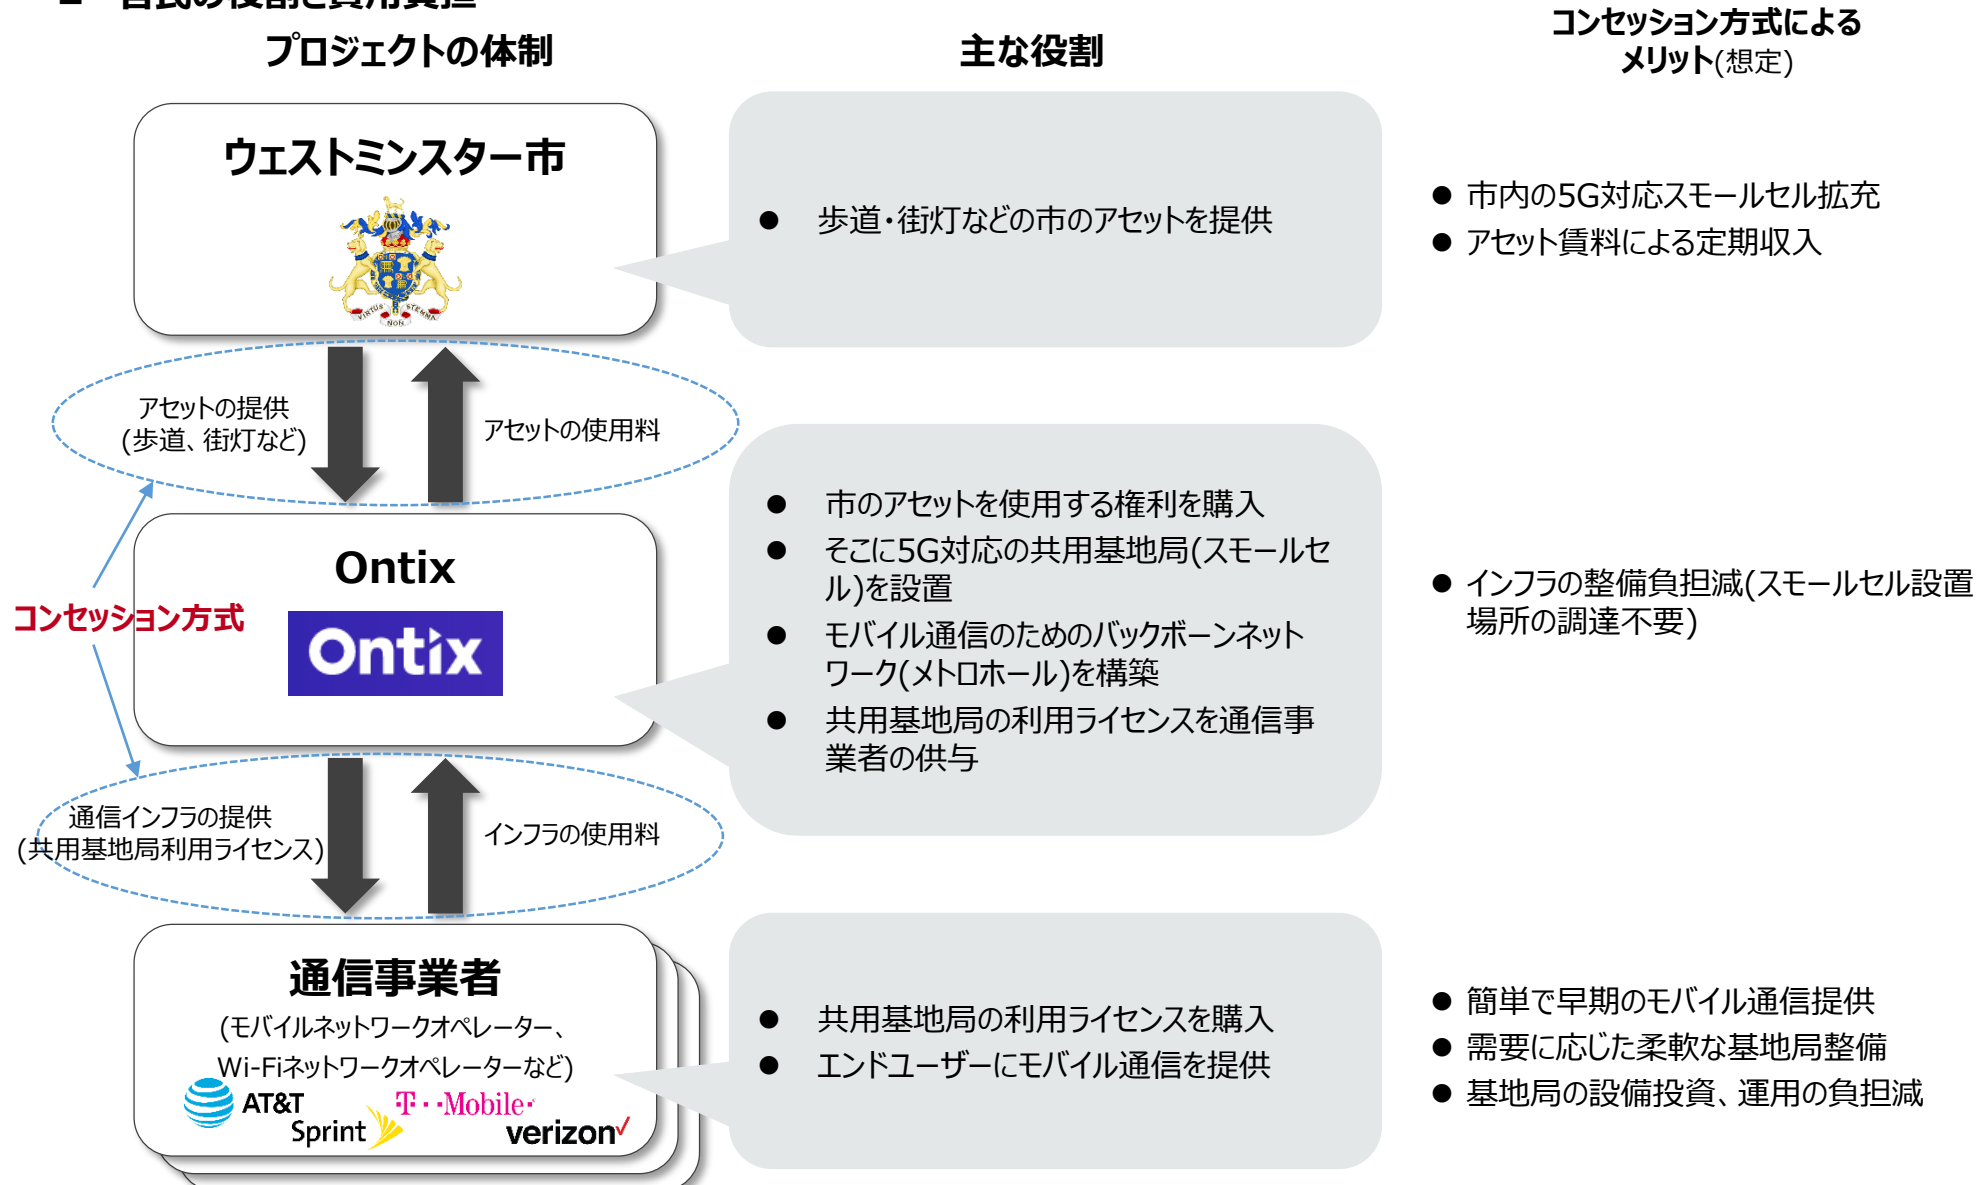 官民の役割と費用負担
プロジェクトの体制
主な役割
コンセッション方式による
メリット(想定)
ウェストミンスター市
VIRTUS
NON
STEMMA
● 歩道・街灯などの市のアセットを提供
● 市内の5G対応スモールセル拡充
● アセット賃料による定期収入
アセットの提供
(歩道、街灯など)
アセットの使用料
コンセッション方式
Ontix
Ontix
● 市のアセットを使用する権利を購入
● そこに5G対応の共用基地局(スモールセ
ル)を設置
● モバイル通信のためのバックボーンネット
ワーク(メトロホール)を構築
● 共用基地局の利用ライセンスを通信事
業者の供与
● インフラの整備負担減(スモールセル設置
場所の調達不要)
通信インフラの提供
(共用基地局利用ライセンス)
インフラの使用料
通信事業者
(モバイルネットワークオペレーター、
Wi-Fiネットワークオペレーターなど)
AT&T
T··Mobile·
Sprint
verizon✓
● 共用基地局の利用ライセンスを購入
● エンドユーザーにモバイル通信を提供
● 簡単で早期のモバイル通信提供
● 需要に応じた柔軟な基地局整備
● 基地局の設備投資、運用の負担減